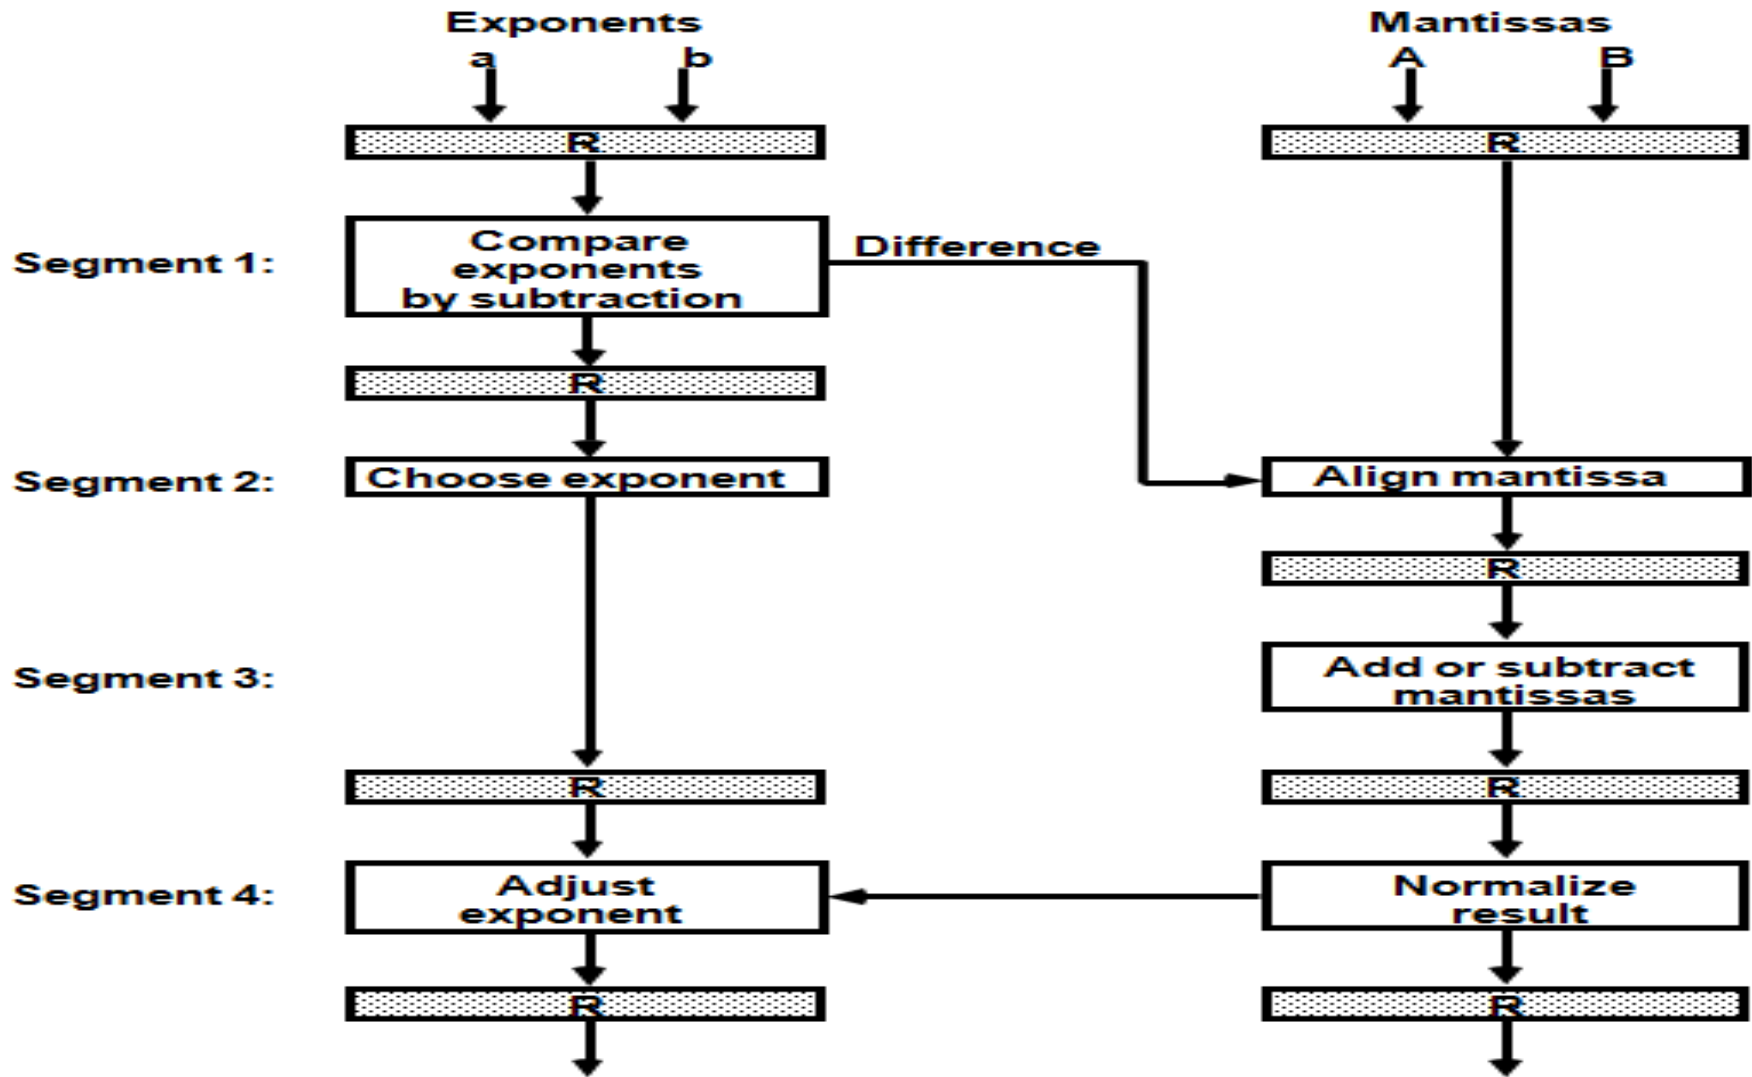 Exponents
Mantissas
a b
A B
R
R
Segment 1:
Compare
exponents
by subtraction
Difference
R
Segment 2:
Choose exponent
Align mantissa
R
Segment 3:
Add or subtract
mantissas
R
R
Segment 4:
Adjust
exponent
Normalize
result
R
R